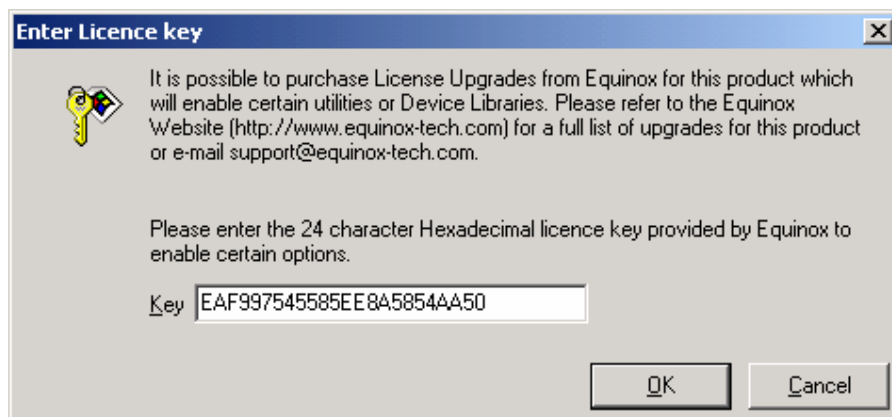 Enter Licence key
It is possible to purchase License Upgrades from Equinox for this product which
will enable certain utilities or Device Libraries. Please refer to the Equinox
Website (http://www.equinox-tech.com) for a full list of upgrades for this product
or e-mail support@equinox-tech.com.
Please enter the 24 character Hexadecimal licence key provided by Equinox to
enable certain options.
Key EAF997545585EE8A5854AA50
OK Cancel